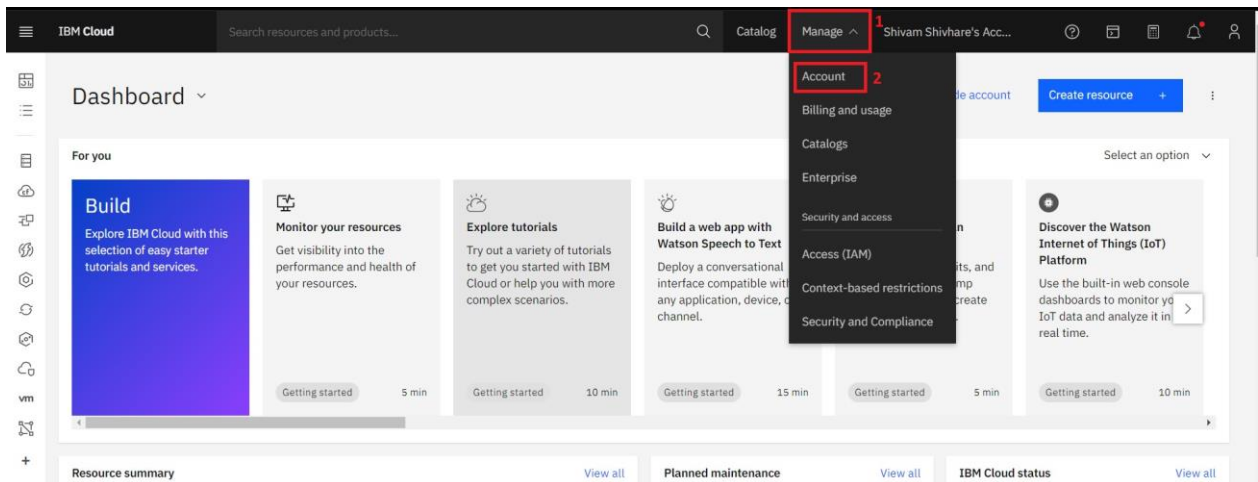 IBM Cloud
Search resources and products...
Catalog
Manage
1
Shivam Shivhare's Acc...
Account
2
Billing and usage
Catalogs
Enterprise
Security and access
Access (IAM)
Context-based restrictions
Security and Compliance
Dashboard
account
Create resource +
For you
Select an option
Build
Explore IBM Cloud with this
selection of easy starter
tutorials and services.
Monitor your resources
Get visibility into the
performance and health of
your resources.
Getting started
5 min
Explore tutorials
Try out a variety of tutorials
to get you started with IBM
Cloud or help you with more
complex scenarios.
Getting started
10 min
Build a web app with
Watson Speech to Text
Deploy a conversational
interface compatible with
any application, device,
channel.
Getting started
15 min
and
create
Getting started
5 min
Discover the Watson
Internet of Things (IoT)
Platform
Use the built-in web console
dashboards to monitor
IoT data and analyze it in
real time.
Getting started
10 min
vm
+
Resource summary
View all
Planned maintenance
View all
IBM Cloud status
View all